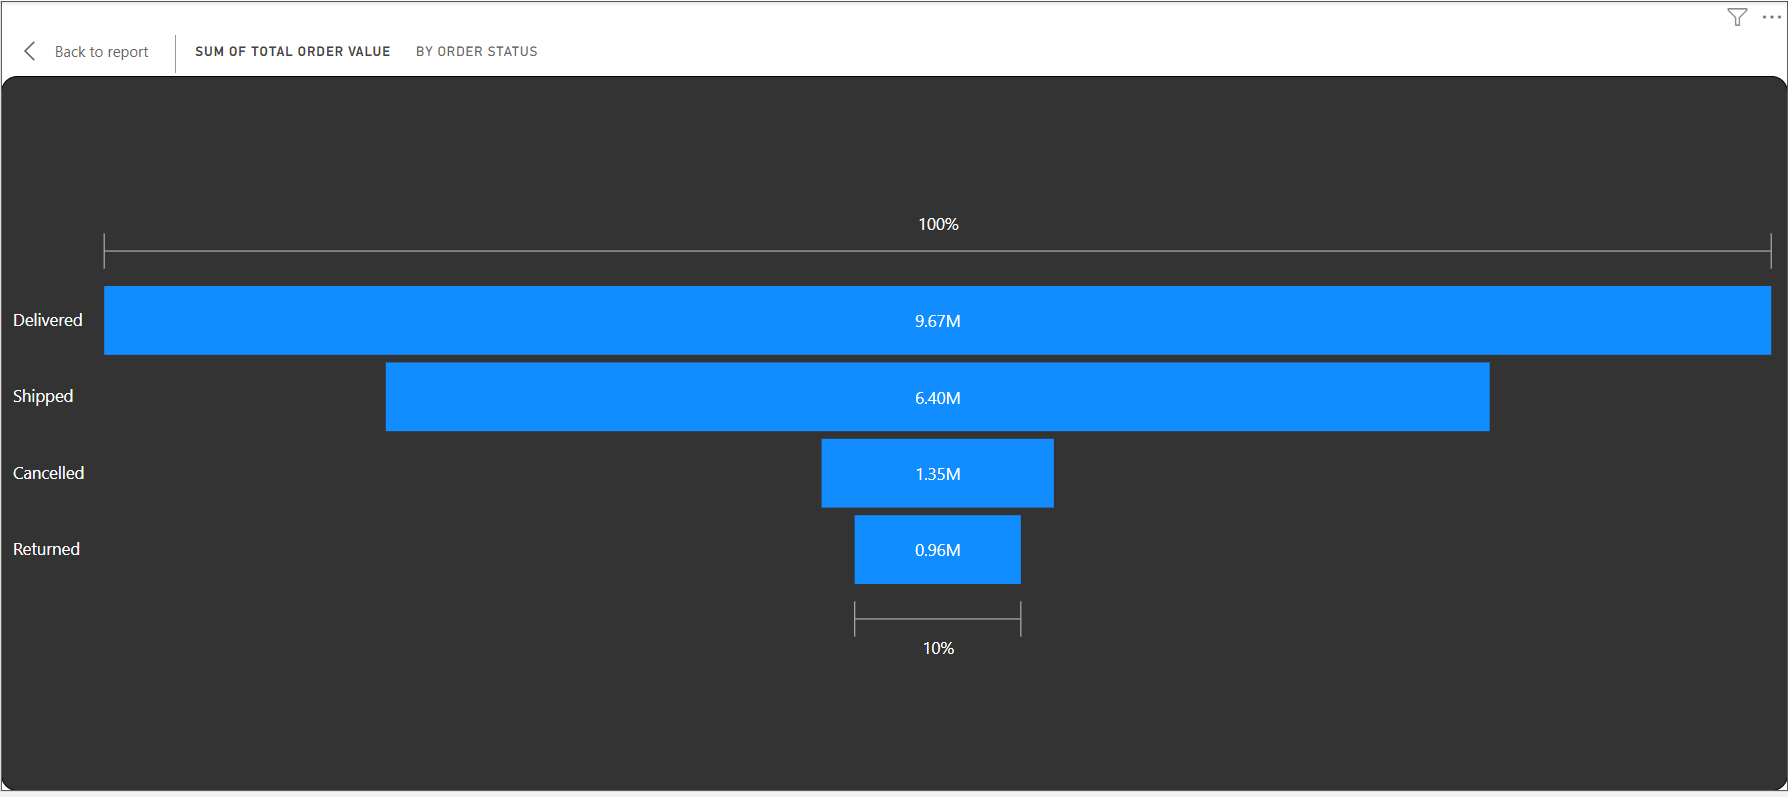 Back to report
SUM OF TOTAL ORDER VALUE
BY ORDER STATUS
100%
Delivered
9.67M
Shipped
6.40M
Cancelled
1.35M
Returned
0.96M
10%